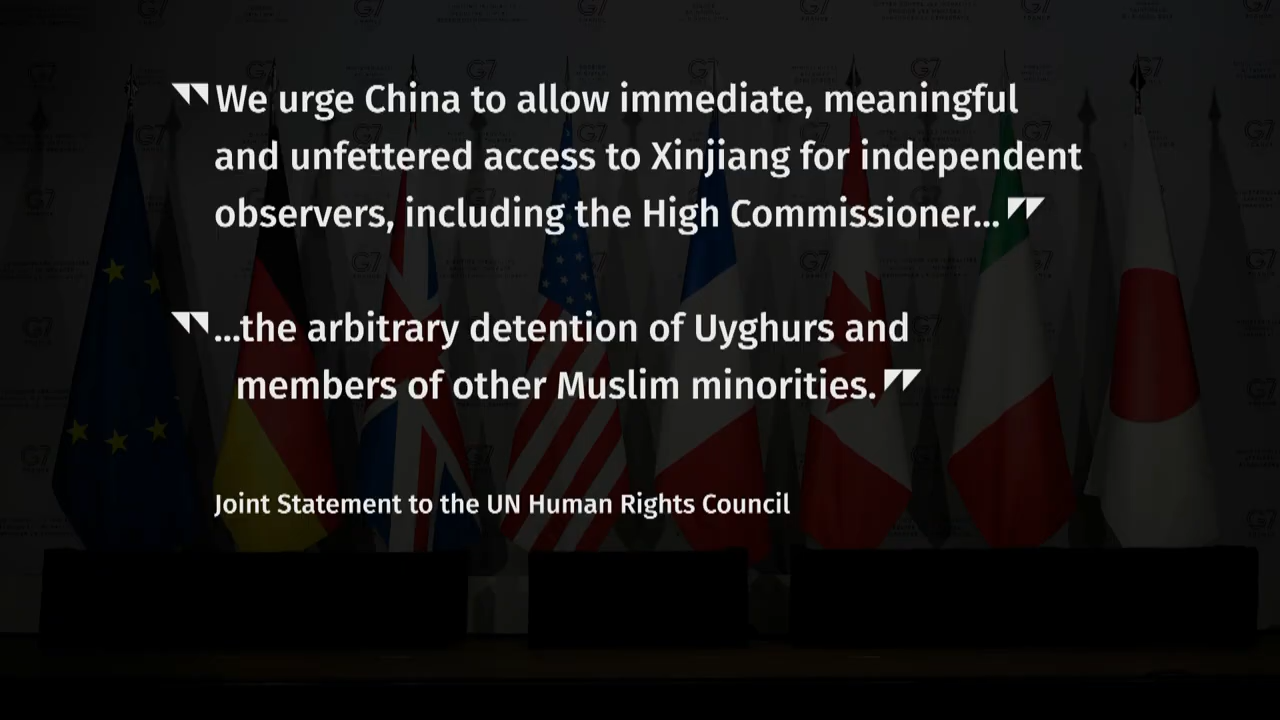 "We urge China to allow immediate, meaningful
and unfettered access to Xinjiang for independent
observers, including the High Commissioner..."
"...the arbitrary detention of Uyghurs and
members of other Muslim minorities."
Joint Statement to the UN Human Rights Council